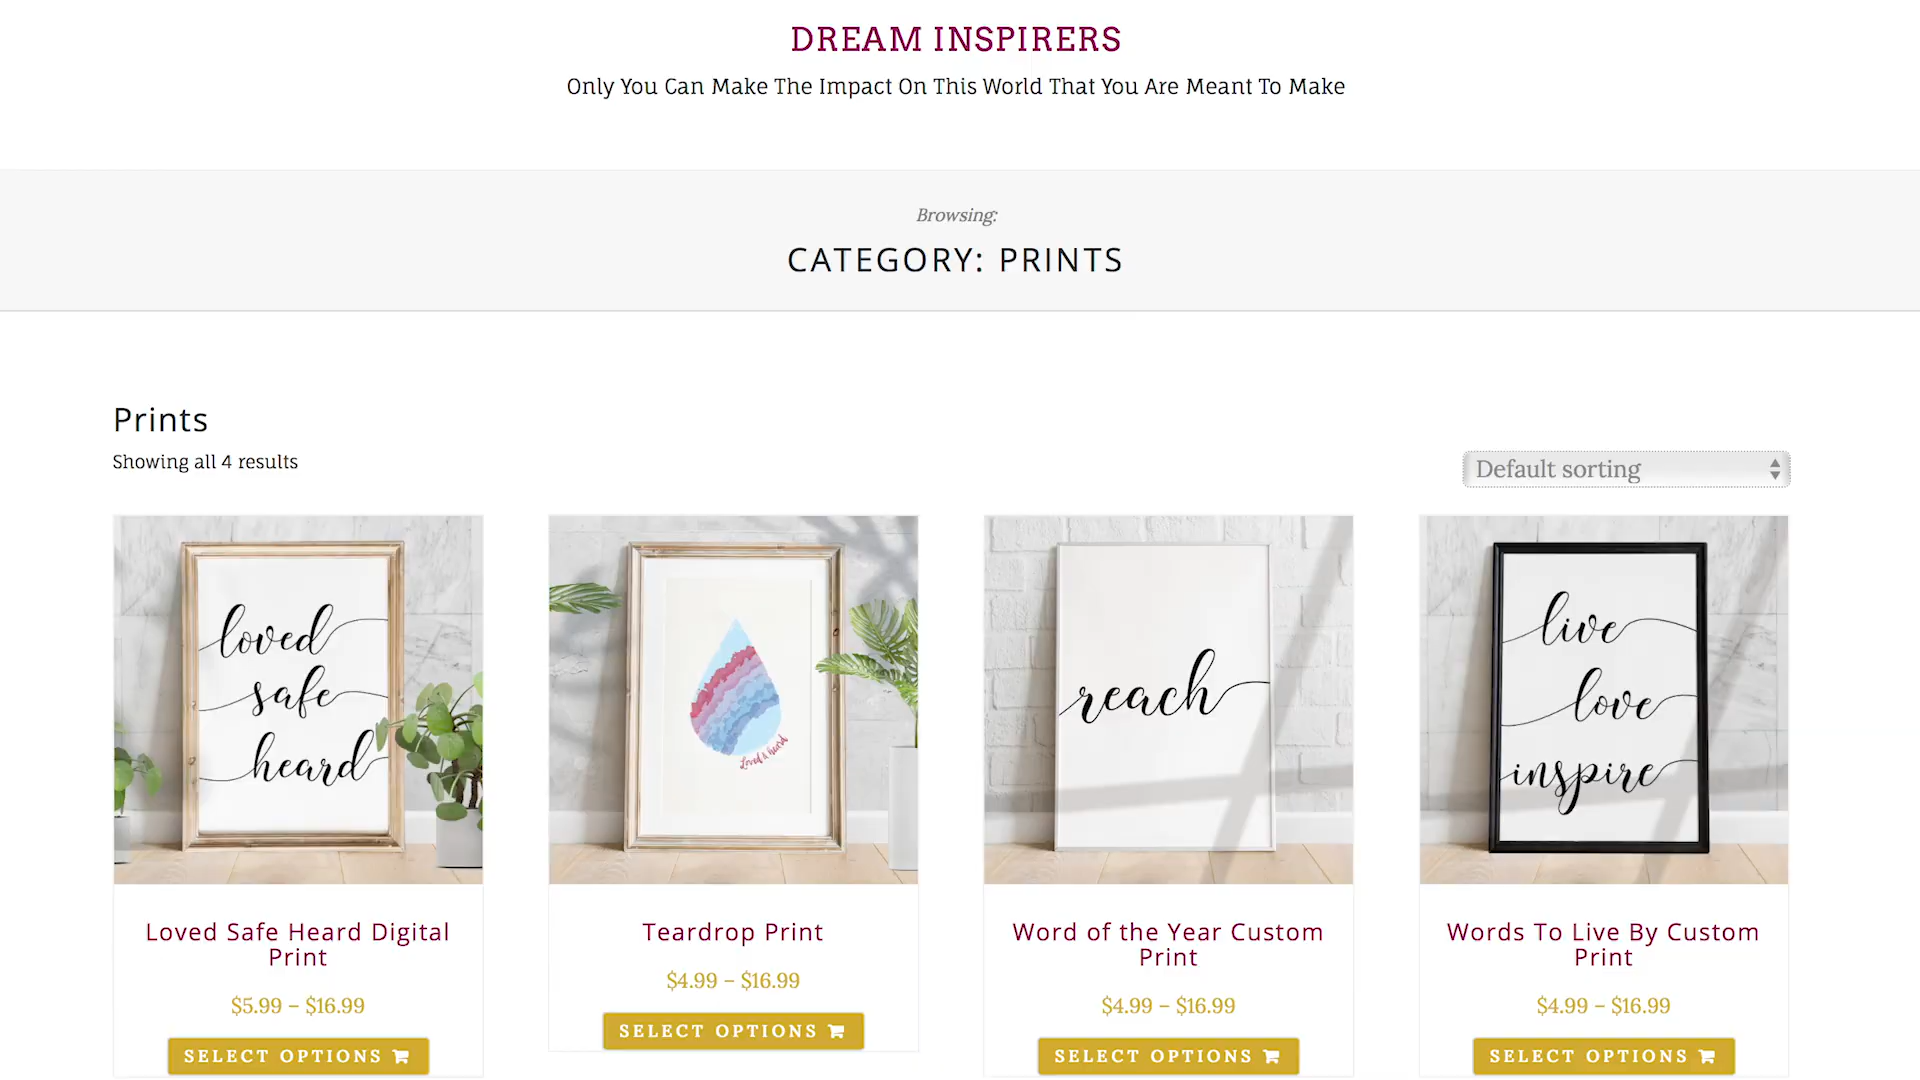 DREAM INSPIRERS
Only You Can Make The Impact On This World That You Are Meant To Make
Browsing:
CATEGORY: PRINTS
Prints
Showing all 4 results
Default sorting
loved
safe
heard
Loved & heard
reach
live
love
inspire
Loved Safe Heard Digital
Print
$5.99 – $16.99
SELECT OPTIONS
Teardrop Print
$4.99 – $16.99
SELECT OPTIONS
Word of the Year Custom
Print
$4.99 – $16.99
SELECT OPTIONS
Words To Live By Custom
Print
$4.99 – $16.99
SELECT OPTIONS